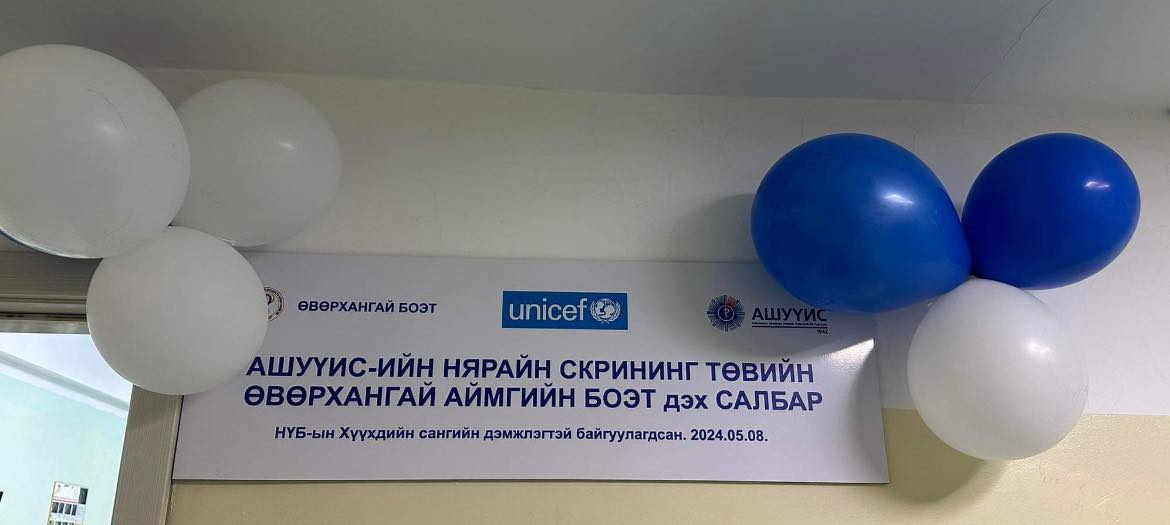 ӨВӨРХАНГАЙ БОЭТ
unicef
АШУҮИС
1942
АШУҮИС-ИЙН НЯРАЙН СКРИНИНГ ТӨВИЙН
ӨВӨРХАНГАЙ АЙМГИЙН БОЭТ дэх САЛБАР
НҮБ-ын Хүүхдийн сангийн дэмжлэгтэй байгуулагдсан. 2024.05.08.